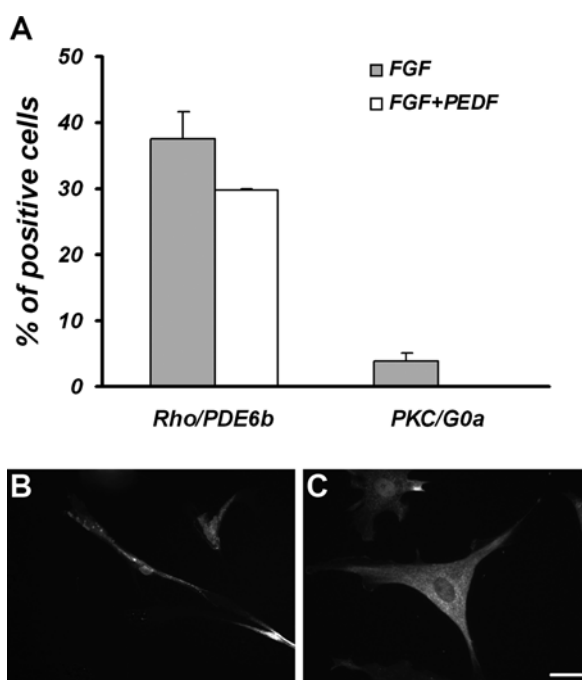 A
50
40
30
20
10
0
% of positive cells
FGF
FGF+PEDF
Rho/PDE6b
PKC/G0a
B
C